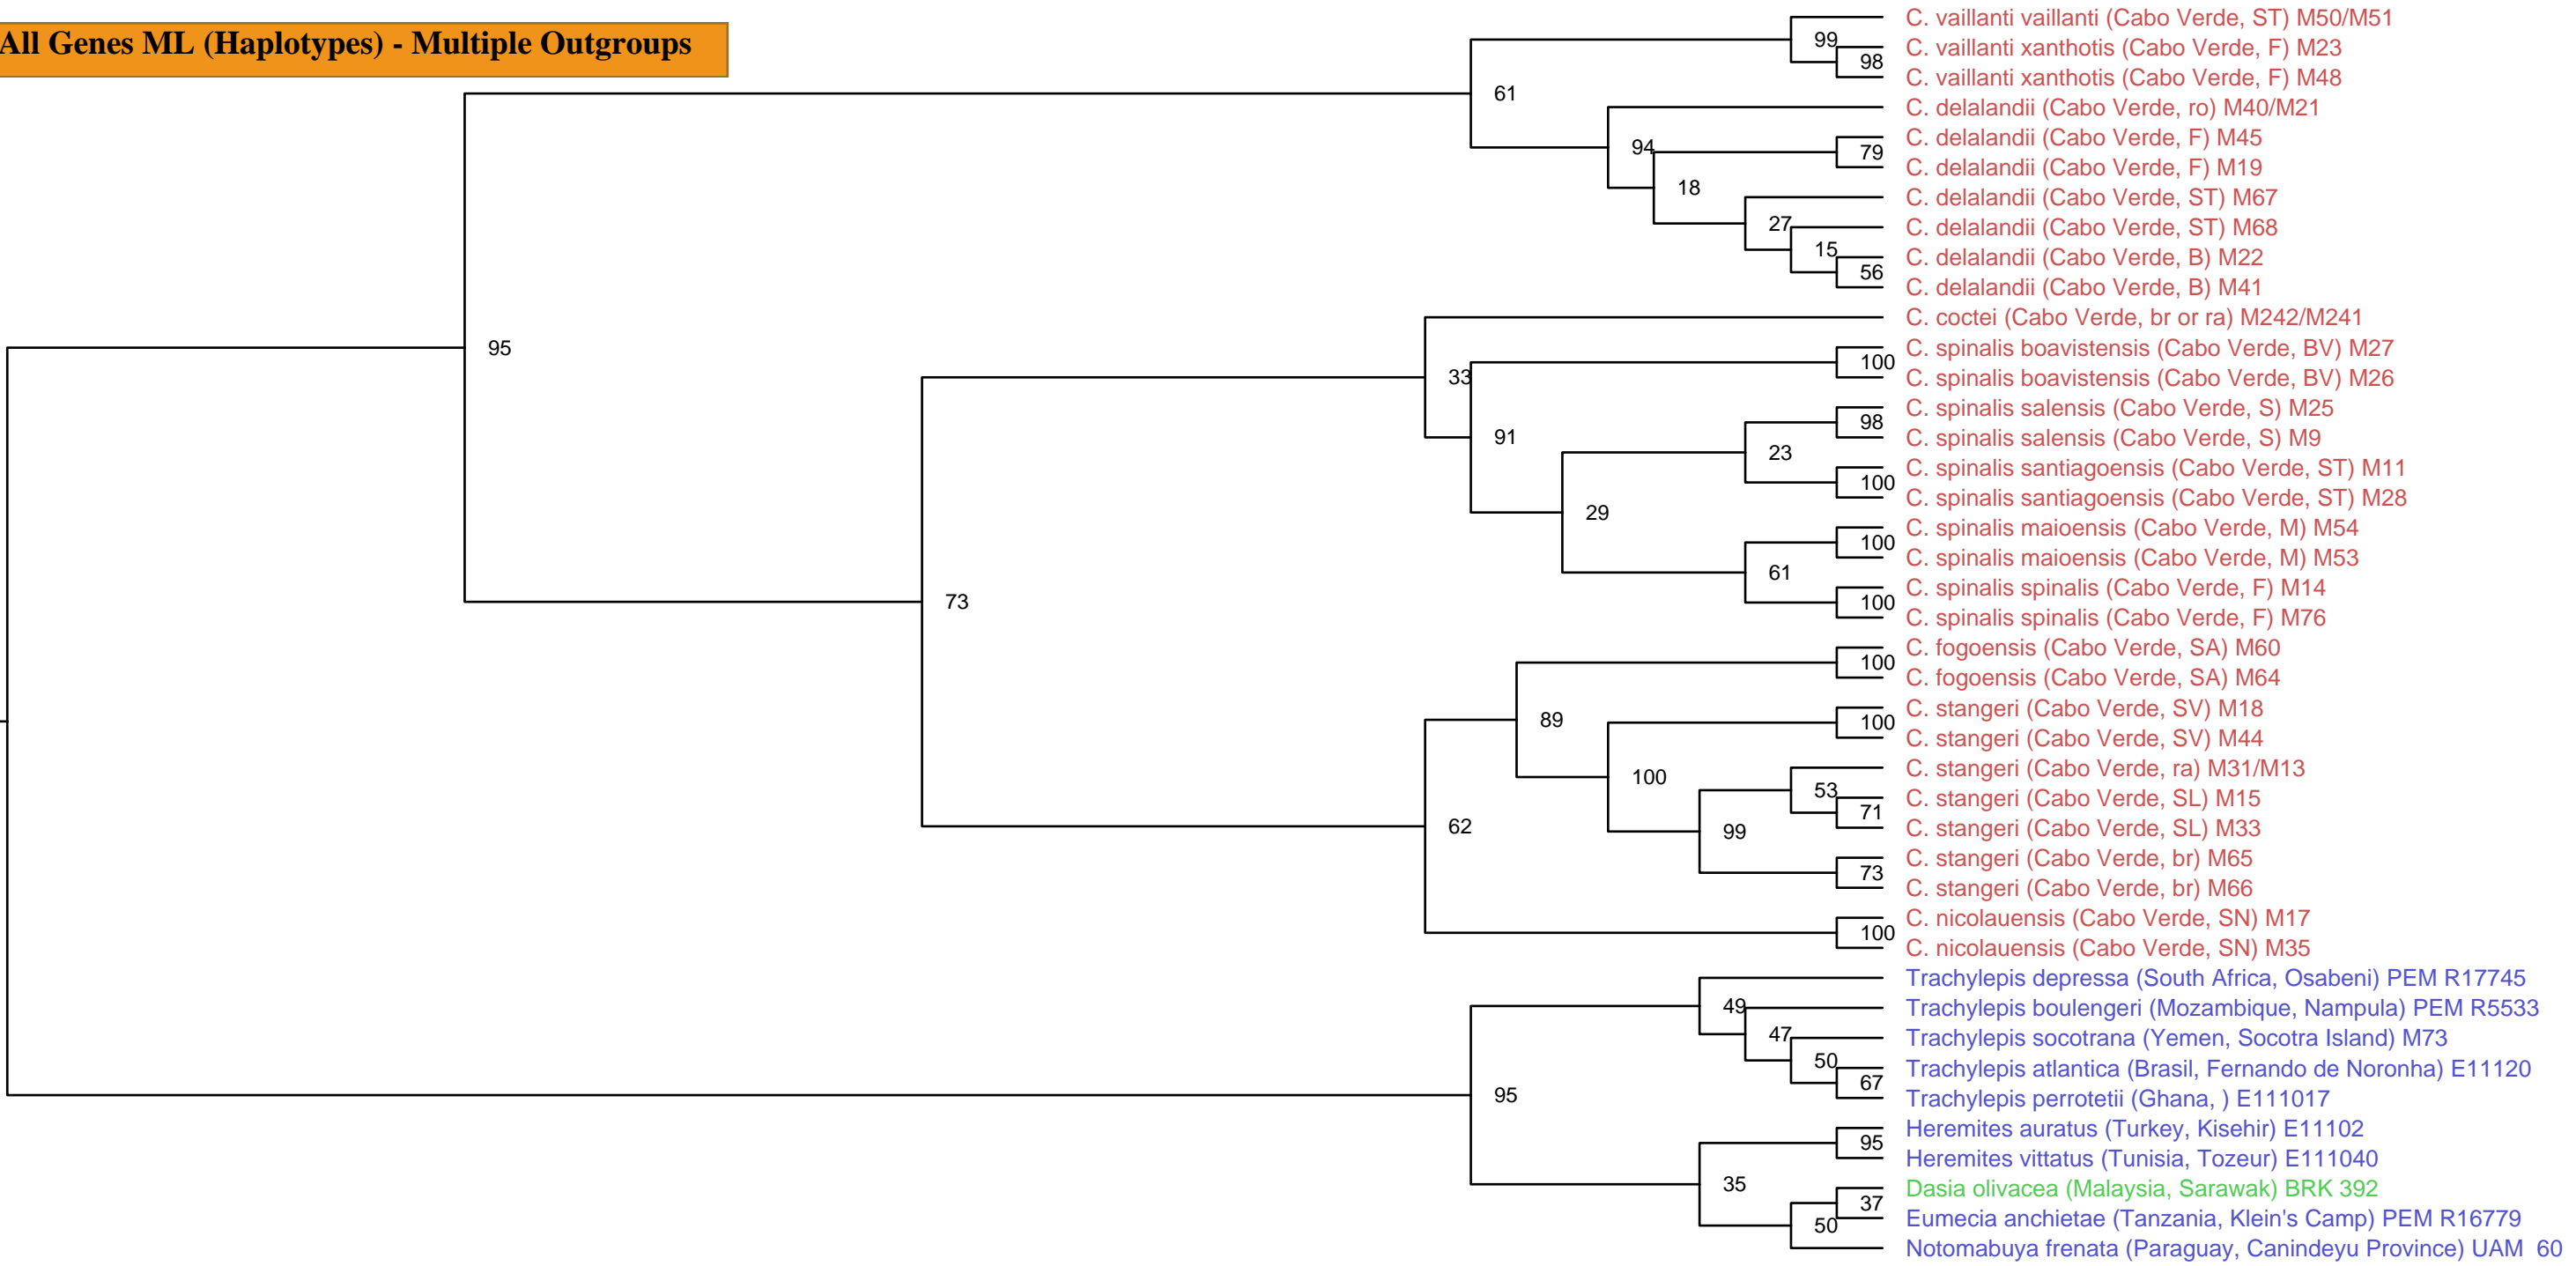 All Genes ML (Haplotypes) - Multiple Outgroups
C. vaillanti vaillanti (Cabo Verde, ST) M50/M51
99
C. vaillanti xanthotis (Cabo Verde, F) M23
98
C. vaillanti xanthotis (Cabo Verde, F) M48
61
C. delalandii (Cabo Verde, ro) M40/M21
C. delalandii (Cabo Verde, F) M45
94
79
C. delalandii (Cabo Verde, F) M19
18
C. delalandii (Cabo Verde, ST) M67
27
C. delalandii (Cabo Verde, ST) M68
15
C. delalandii (Cabo Verde, B) M22
56
C. delalandii (Cabo Verde, B) M41
C. coctei (Cabo Verde, br or ra) M242/M241
95
C. spinalis boavistensis (Cabo Verde, BV) M27
100
33
C. spinalis boavistensis (Cabo Verde, BV) M26
C. spinalis salensis (Cabo Verde, S) M25
98
91
C. spinalis salensis (Cabo Verde, S) M9
23
C. spinalis santiagoensis (Cabo Verde, ST) M11
100
C. spinalis santiagoensis (Cabo Verde, ST) M28
29
C. spinalis maioensis (Cabo Verde, M) M54
100
C. spinalis maioensis (Cabo Verde, M) M53
61
C. spinalis spinalis (Cabo Verde, F) M14
73
100
C. spinalis spinalis (Cabo Verde, F) M76
C. fogoensis (Cabo Verde, SA) M60
100
C. fogoensis (Cabo Verde, SA) M64
C. stangeri (Cabo Verde, SV) M18
89
100
C. stangeri (Cabo Verde, SV) M44
C. stangeri (Cabo Verde, ra) M31/M13
100
53
C. stangeri (Cabo Verde, SL) M15
71
C. stangeri (Cabo Verde, SL) M33
62
99
C. stangeri (Cabo Verde, br) M65
73
C. stangeri (Cabo Verde, br) M66
C. nicolauensis (Cabo Verde, SN) M17
100
C. nicolauensis (Cabo Verde, SN) M35
Trachylepis depressa (South Africa, Osabeni) PEM R17745
49
Trachylepis boulengeri (Mozambique, Nampula) PEM R5533
47
Trachylepis socotrana (Yemen, Socotra Island) M73
50
Trachylepis atlantica (Brasil, Fernando de Noronha) E11120
67
95
Trachylepis perrotetii (Ghana, ) E111017
Heremites auratus (Turkey, Kisehir) E11102
95
Heremites vittatus (Tunisia, Tozeur) E111040
35
Dasia olivacea (Malaysia, Sarawak) BRK 392
37
Eumecia anchietae (Tanzania, Klein's Camp) PEM R16779
50
Notomabuya frenata (Paraguay, Canindeyu Province) UAM 60